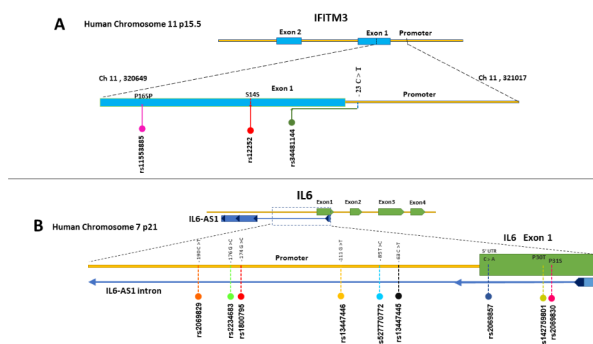 A
Human Chromosome 11 p15.5
IFITM3
Exon 2
Exon 1
Promoter
Ch 11 , 320649
Ch 11 , 321017
- 23 C > T
Exon 1
Promoter
P165P
S14S
rs11553885
rs12252
rs34481144
IL6
B
Human Chromosome 7 p21
IL6-AS1
Exon1
Exon2
Exon3
Exon4
IL6 Exon 1
Promoter
5' UTR
P31S
IL6-AS1 intron
rs2069829
rs2234683
rs1800795
rs13447446
rs527770772
rs13447445
rs2069857
rs142759801
rs2069830